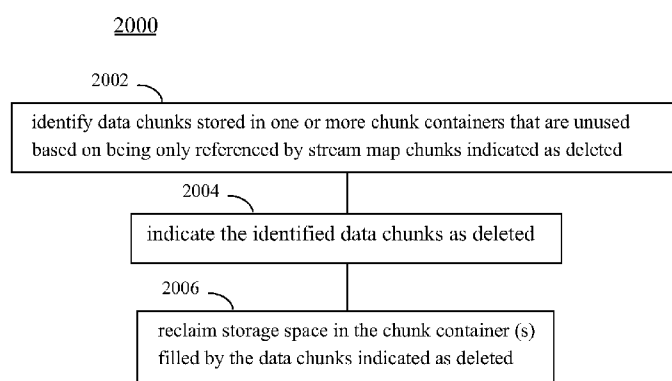 2000
2002
identify data chunks stored in one or more chunk containers that are unused
based on being only referenced by stream map chunks indicated as deleted
2004
indicate the identified data chunks as deleted
2006
reclaim storage space in the chunk container (s)
filled by the data chunks indicated as deleted